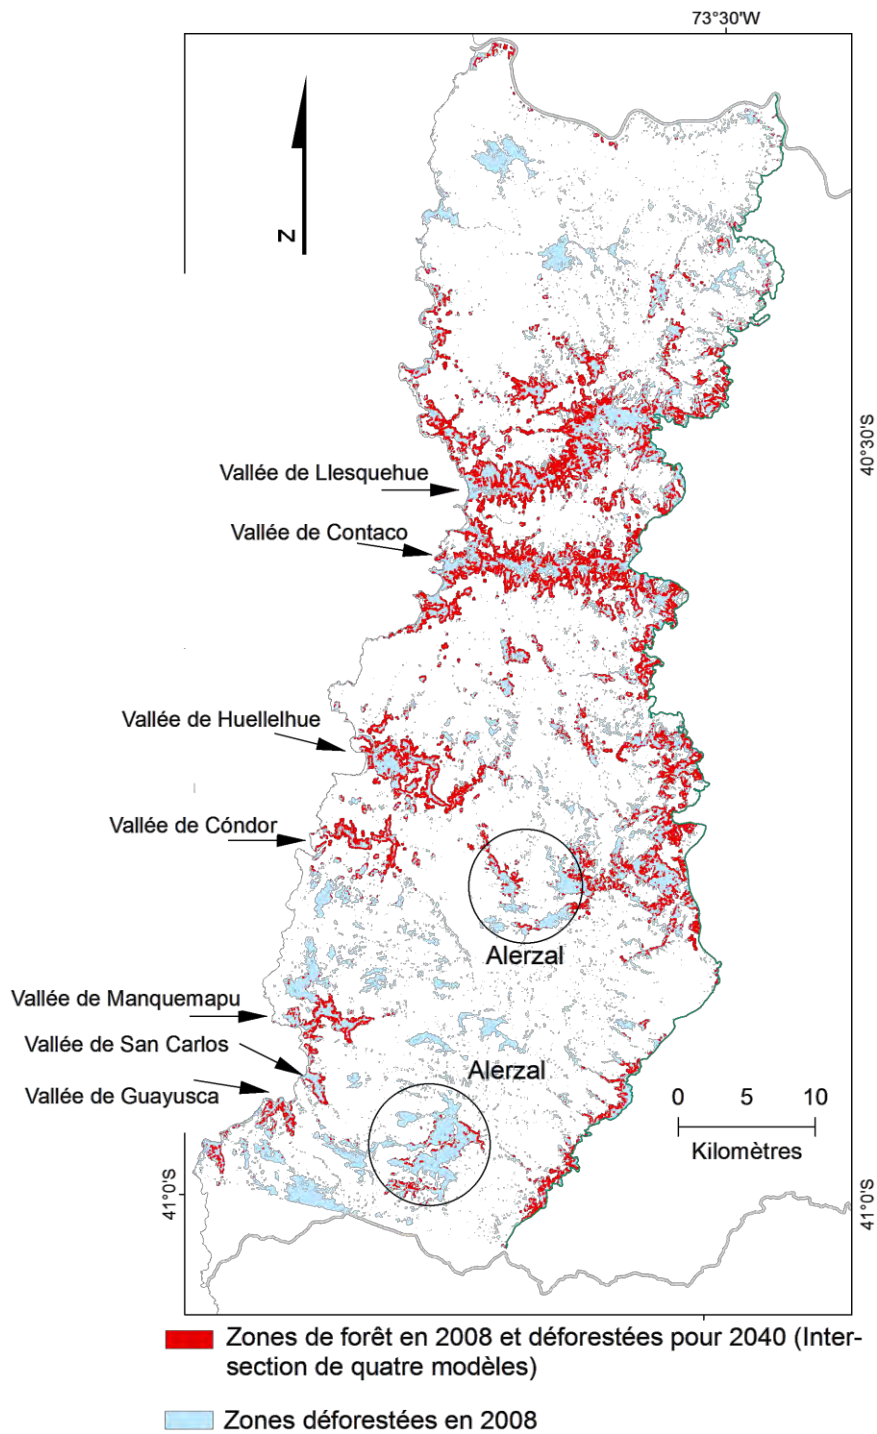 73°30'W
N
40°30'S
Vallée de Llesquehue
Vallée de Contaco
Vallée de Huellelhue
Vallée de Cóndor
Alerzal
Vallée de Manquemapu
Vallée de San Carlos
Alerzal
Vallée de Guayusca
0 5 10
Kilomètres
41°0'S
41°0'S
Zones de forêt en 2008 et déforestées pour 2040 (Inter-
section de quatre modèles)
Zones déforestées en 2008